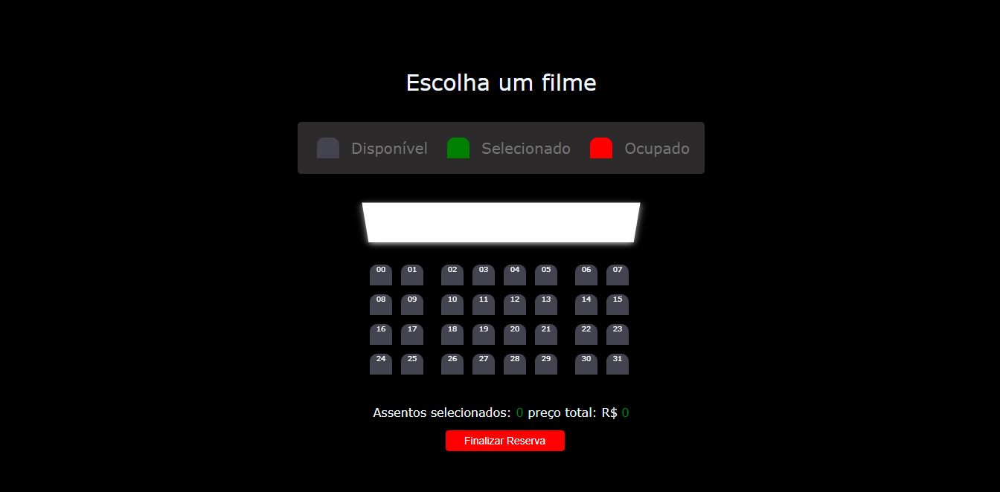 Escolha um filme
Disponível Selecionado Ocupado
00 01 02 03 04 05 06 07
08 09 10 11 12 13 14 15
16 17 18 19 20 21 22 23
24 25 26 27 28 29 30 31
Assentos selecionados: 0 preço total: R$ 0
Finalizar Reserva